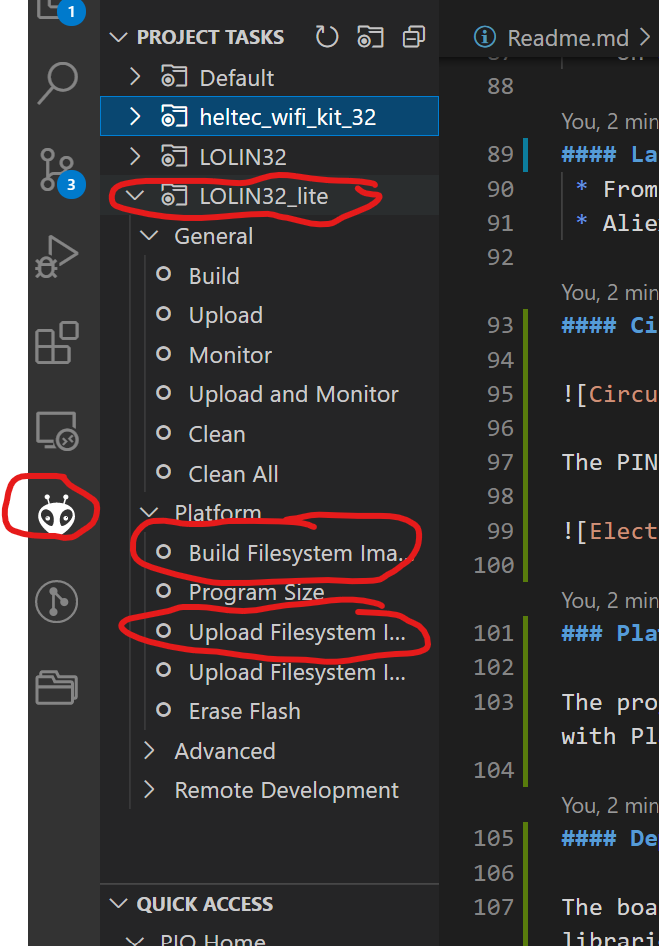 1
PROJECT TASKS
Readme.md
Default
88
heltec_wifi_kit_32
You, 2 min
LOLIN32
89 #### La
3
LOLIN32_lite
90 * From
General
91 * Alie
Build
92
Upload
You, 2 min
Monitor
93 #### Ci
Upload and Monitor
94
Clean
95 ![Circu
Clean All
96
Platform
97 The PIN
Build Filesystem Ima...
98
Program Size
99 ![Elect
Upload Filesystem I...
100
Upload Filesystem I...
You, 2 min
Erase Flash
101 ### Pla
Advanced
102
Remote Development
103 The pro
with Pl
104
You, 2 min
105 #### De
106
QUICK ACCESS
107 The boa
PIO Home
librari